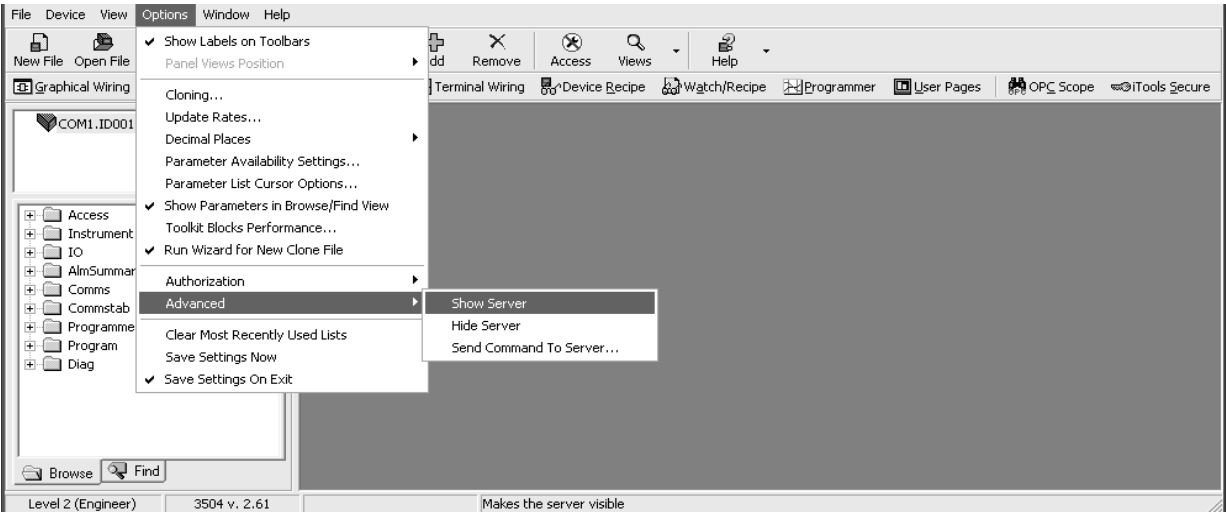 File Device View Options Window Help
New File Open File
dd Remove Access Views Help
Graphical Wiring
Terminal Wiring Device Recipe Watch/Recipe Programmer User Pages OPC Scope iTools Secure
COM1.ID001
Show Labels on Toolbars
Panel Views Position
Cloning...
Update Rates...
Decimal Places
Parameter Availability Settings...
Parameter List Cursor Options...
Show Parameters in Browse/Find View
Toolkit Blocks Performance...
Run Wizard for New Clone File
Authorization
Advanced
Clear Most Recently Used Lists
Save Settings Now
Save Settings On Exit
Show Server
Hide Server
Send Command To Server...
Access
Instrument
IO
AlmSummar
Comms
Commstab
Programme
Program
Diag
Browse Find
Level 2 (Engineer) 3504 v. 2.61 Makes the server visible